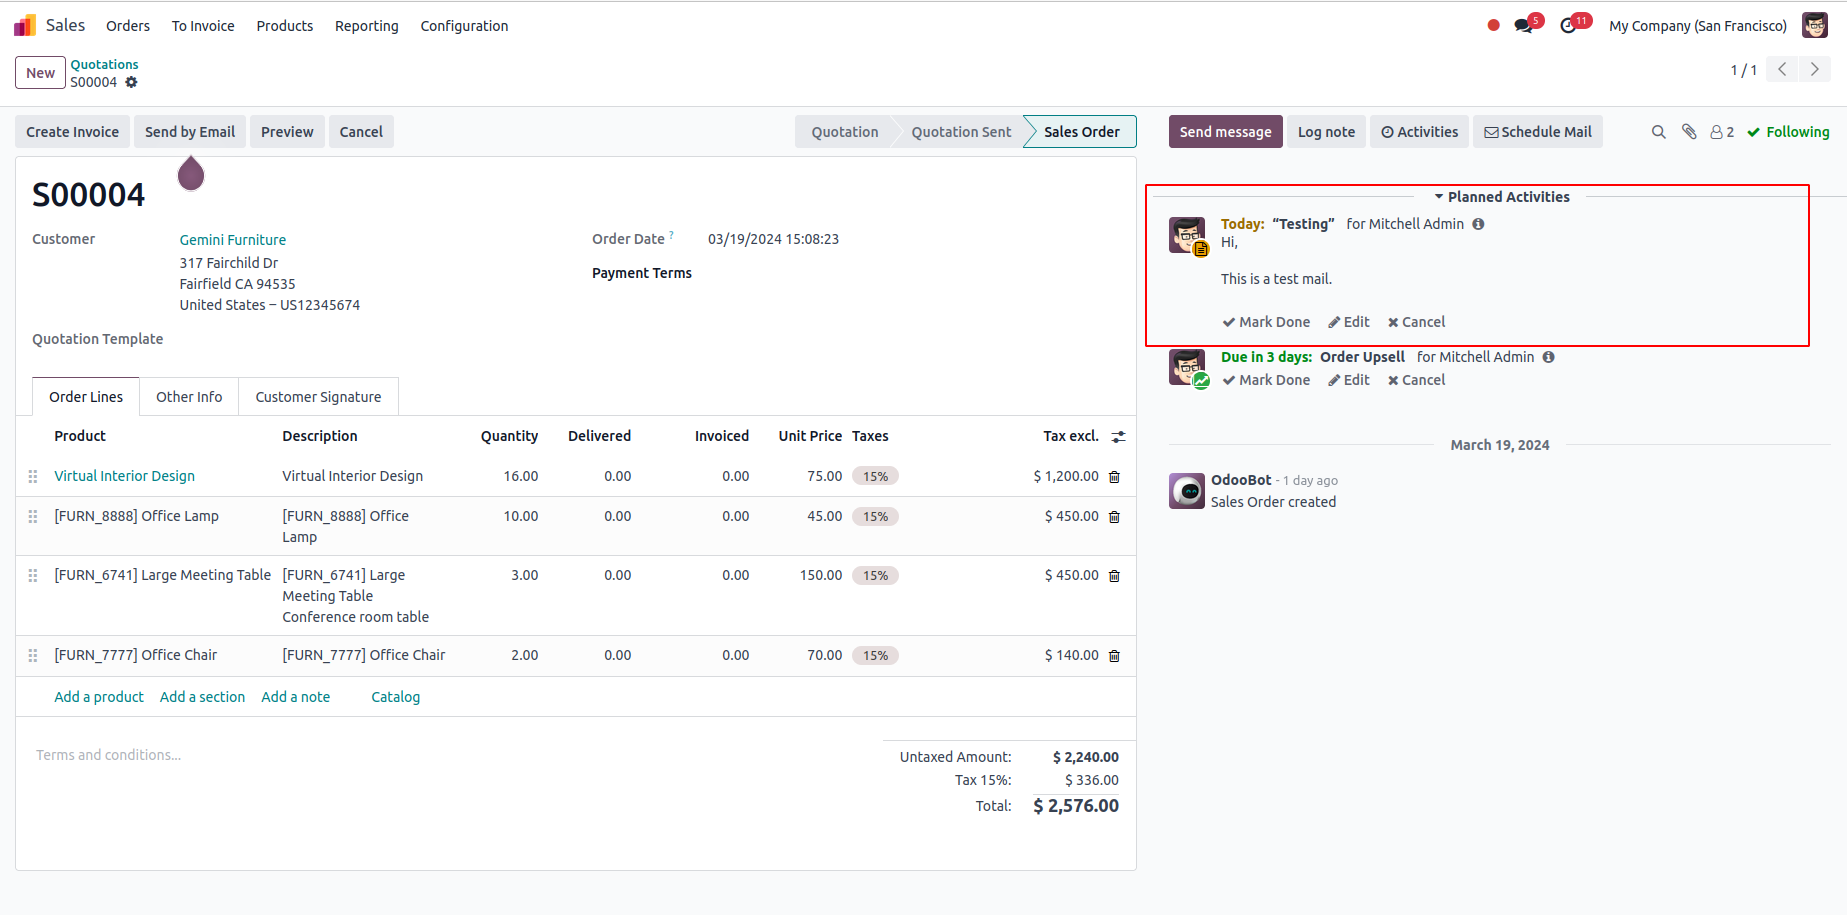 Sales Orders To Invoice Products Reporting Configuration 5 11 My Company (San Francisco)
New Quotations
S00004
1 / 1
Create Invoice Send by Email Preview Cancel Quotation Quotation Sent Sales Order Send message Log note Activities Schedule Mail 2 Following
S00004
Customer Gemini Furniture
317 Fairchild Dr
Fairfield CA 94535
United States – US12345674
Order Date ? 03/19/2024 15:08:23
Payment Terms
Quotation Template
Order Lines Other Info Customer Signature
Product Description Quantity Delivered Invoiced Unit Price Taxes Tax excl.
Virtual Interior Design Virtual Interior Design 16.00 0.00 0.00 75.00 15% $ 1,200.00
[FURN_8888] Office Lamp [FURN_8888] Office 10.00 0.00 0.00 45.00 15% $ 450.00
Lamp
[FURN_6741] Large Meeting Table [FURN_6741] Large 3.00 0.00 0.00 150.00 15% $ 450.00
Meeting Table
Conference room table
[FURN_7777] Office Chair [FURN_7777] Office Chair 2.00 0.00 0.00 70.00 15% $ 140.00
Add a product Add a section Add a note Catalog
Terms and conditions...
Untaxed Amount: $ 2,240.00
Tax 15%: $ 336.00
Total: $ 2,576.00
Planned Activities
Today: “Testing” for Mitchell Admin
Hi,
This is a test mail.
Mark Done Edit Cancel
Due in 3 days: Order Upsell for Mitchell Admin
Mark Done Edit Cancel
March 19, 2024
OdooBot - 1 day ago
Sales Order created